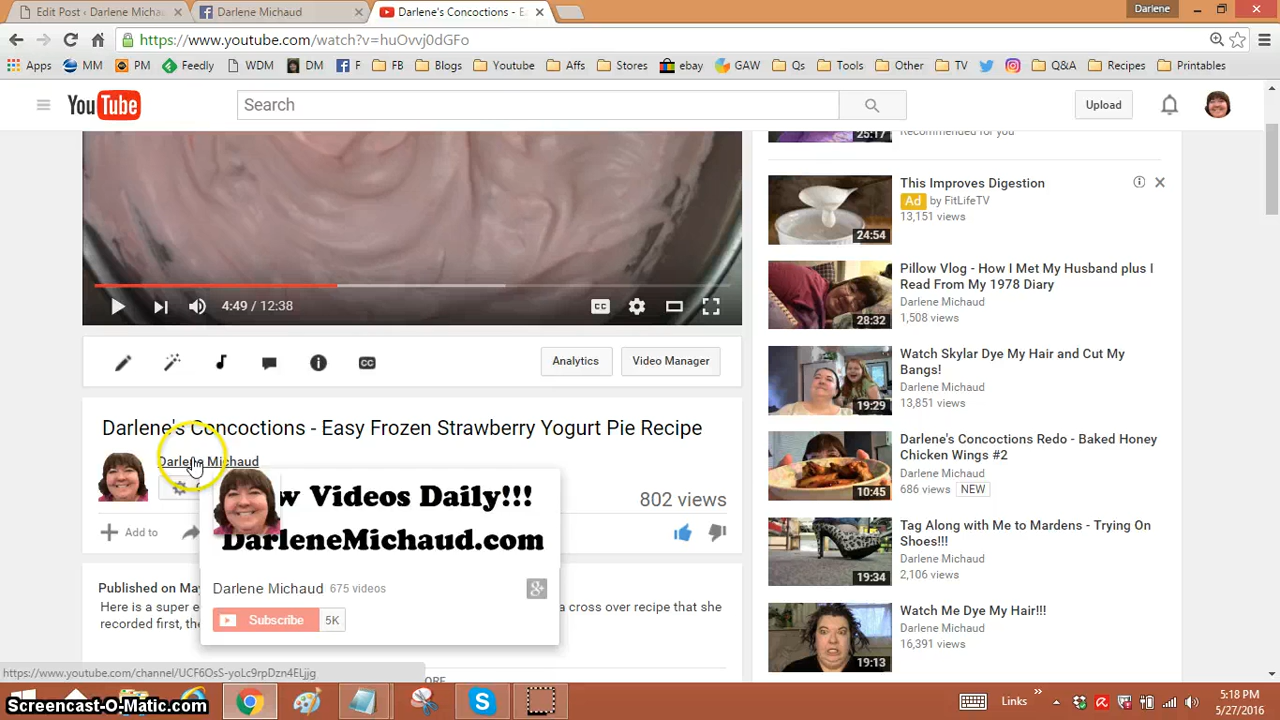 Edit Post ‹ Darlene Michau
Darlene Michaud
Darlene's Concoctions - E
Darlene
https://www.youtube.com/watch?v=huOvvj0dGFo
Apps MM PM Feedly WDM DM F FB Blogs Youtube Affs Stores ebay GAW Qs Tools Other TV Q&A Recipes Printables
YouTube
Search
Upload
25:17
Recommended for you
This Improves Digestion
Ad by FitLifeTV
13,151 views
24:54
Pillow Vlog - How I Met My Husband plus I
Read From My 1978 Diary
Darlene Michaud
1,508 views
28:32
4:49 / 12:38
CC
CC
Analytics
Video Manager
Watch Skylar Dye My Hair and Cut My
Bangs!
Darlene Michaud
13,851 views
19:29
Darlene's Concoctions - Easy Frozen Strawberry Yogurt Pie Recipe
Darlene Michaud
w Videos Daily!!!
DarleneMichaud.com
802 views
Add to
Darlene Michaud 675 videos
Subscribe 5K
Darlene's Concoctions Redo - Baked Honey
Chicken Wings #2
Darlene Michaud
686 views NEW
10:45
Tag Along with Me to Mardens - Trying On
Shoes!!!
Darlene Michaud
2,106 views
19:34
Published on May
Here is a super e
a cross over recipe that she
recorded first, the
ORE
Watch Me Dye My Hair!!!
Darlene Michaud
16,391 views
19:13
https://www.youtube.com/channel/UCF6OsS-yoLc9rpDzn4ELjjg
Screencast-O-Matic.com
Links
5:18 PM
5/27/2016